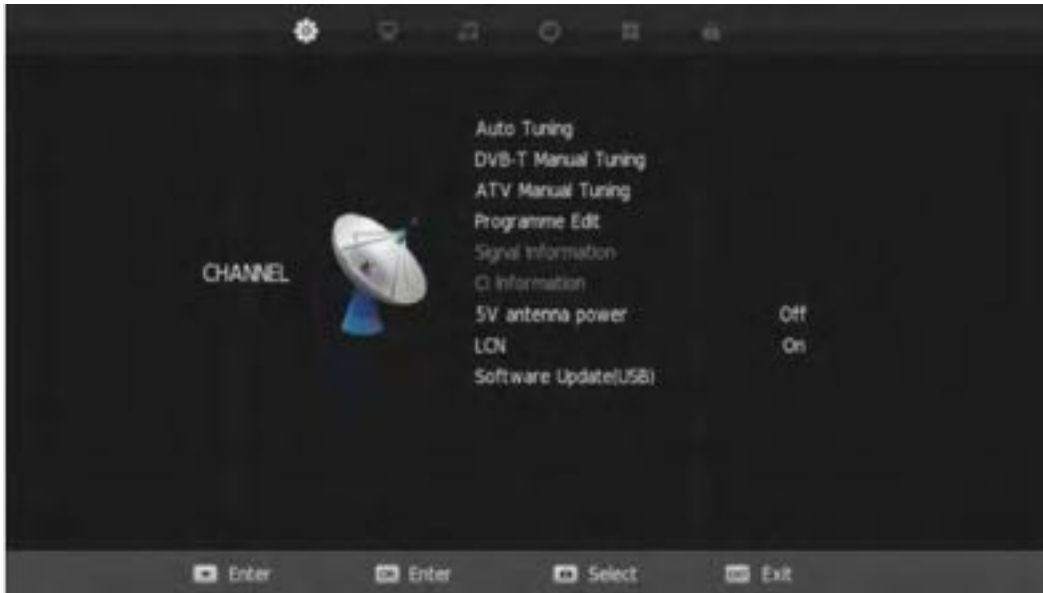 Auto Tuning
DVB-T Manual Tuning
ATV Manual Tuning
Programme Edit
Signal Information
CHANNEL
CI Information
5V antenna power Off
LCN On
Software Update(USB)
Enter Enter Select Exit